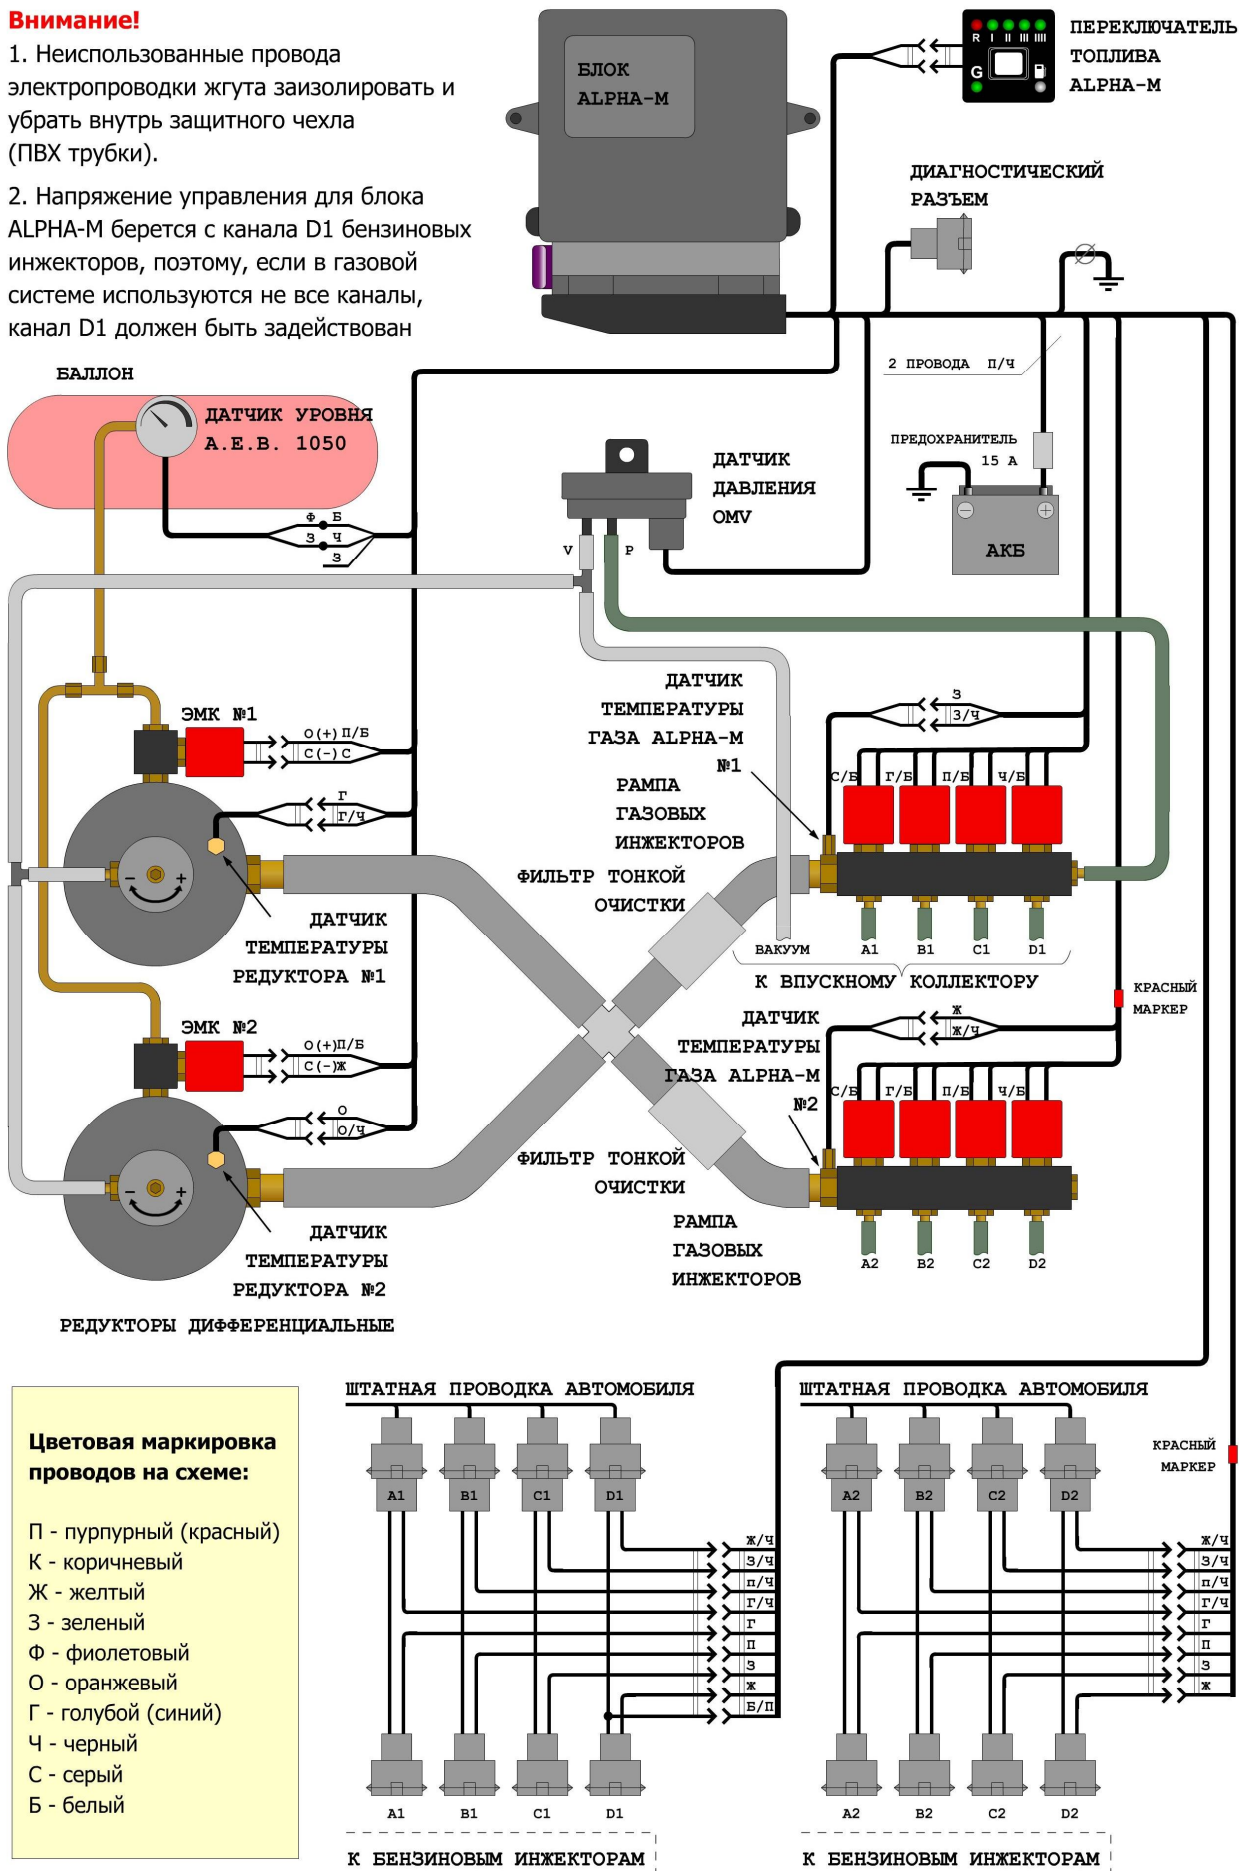 Внимание!
1. Неиспользованные провода
электропроводки жгута заизолировать и
убрать внутрь защитного чехла
(ПВХ трубки).
2. Напряжение управления для блока
ALPHA-M берется с канала D1 бензиновых
инжекторов, поэтому, если в газовой
системе используются не все каналы,
канал D1 должен быть задействован
БЛОК
ALPHA-M
R I II III IIII
G
ПЕРЕКЛЮЧАТЕЛЬ
ТОПЛИВА
ALPHA-M
ДИАГНОСТИЧЕСКИЙ
РАЗЪЕМ
2 ПРОВОДА П/Ч
ПРЕДОХРАНИТЕЛЬ
15 А
АКБ
БАЛЛОН
ДАТЧИК УРОВНЯ
А.Е.В. 1050
Ф Б
З Ч
З
ДАТЧИК
ДАВЛЕНИЯ
OMV
V
P
ЭМК №1
О(+) П/Б
С(-) С
Г
Г/Ч
ДАТЧИК
ТЕМПЕРАТУРЫ
РЕДУКТОРА №1
ДАТЧИК
ТЕМПЕРАТУРЫ
ГАЗА ALPHA-M
№1
З
З/Ч
РАМПА
ГАЗОВЫХ
ИНЖЕКТОРОВ
С/Б Г/Б П/Б Ч/Б
ФИЛЬТР ТОНКОЙ
ОЧИСТКИ
ВАКУУМ
A1 B1 C1 D1
К ВПУСКНОМУ КОЛЛЕКТОРУ
КРАСНЫЙ
МАРКЕР
ЭМК №2
О(+)П/Б
С(-)Ж
О
О/Ч
ДАТЧИК
ТЕМПЕРАТУРЫ
РЕДУКТОРА №2
РЕДУКТОРЫ ДИФФЕРЕНЦИАЛЬНЫЕ
ДАТЧИК
ТЕМПЕРАТУРЫ
ГАЗА ALPHA-M
№2
Ж
Ж/Ч
С/Б Г/Б П/Б Ч/Б
ФИЛЬТР ТОНКОЙ
ОЧИСТКИ
РАМПА
ГАЗОВЫХ
ИНЖЕКТОРОВ
A2 B2 C2 D2
Цветовая маркировка
проводов на схеме:
П - пурпурный (красный)
К - коричневый
Ж - желтый
З - зеленый
Ф - фиолетовый
О - оранжевый
Г - голубой (синий)
Ч - черный
С - серый
Б - белый
ШТАТНАЯ ПРОВОДКА АВТОМОБИЛЯ
A1 B1 C1 D1
Ж/Ч
З/Ч
П/Ч
Г/Ч
Г
П
З
Ж
Б/П
A1 B1 C1 D1
К БЕНЗИНОВЫМ ИНЖЕКТОРАМ
ШТАТНАЯ ПРОВОДКА АВТОМОБИЛЯ
КРАСНЫЙ
МАРКЕР
A2 B2 C2 D2
Ж/Ч
З/Ч
П/Ч
Г/Ч
Г
П
З
Ж
A2 B2 C2 D2
К БЕНЗИНОВЫМ ИНЖЕКТОРАМ